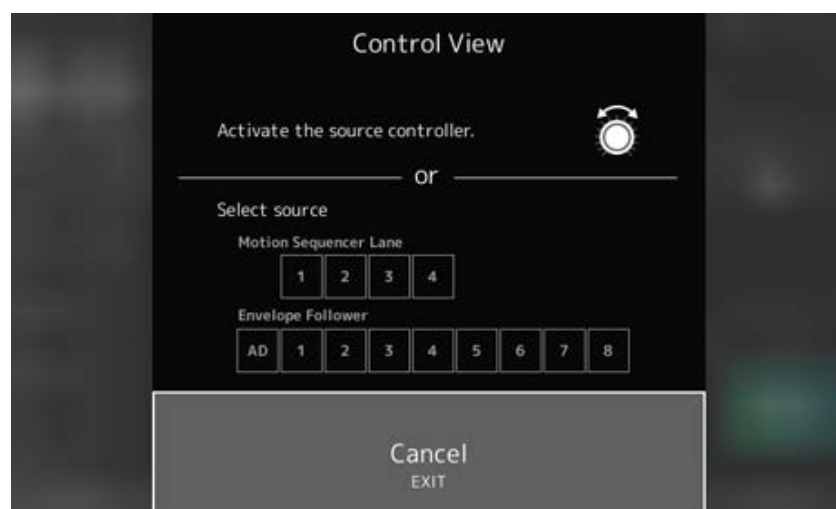 Control View
Activate the source controller.
or
Select source
Motion Sequencer Lane
1 2 3 4
Envelope Follower
AD 1 2 3 4 5 6 7 8
Cancel
EXIT